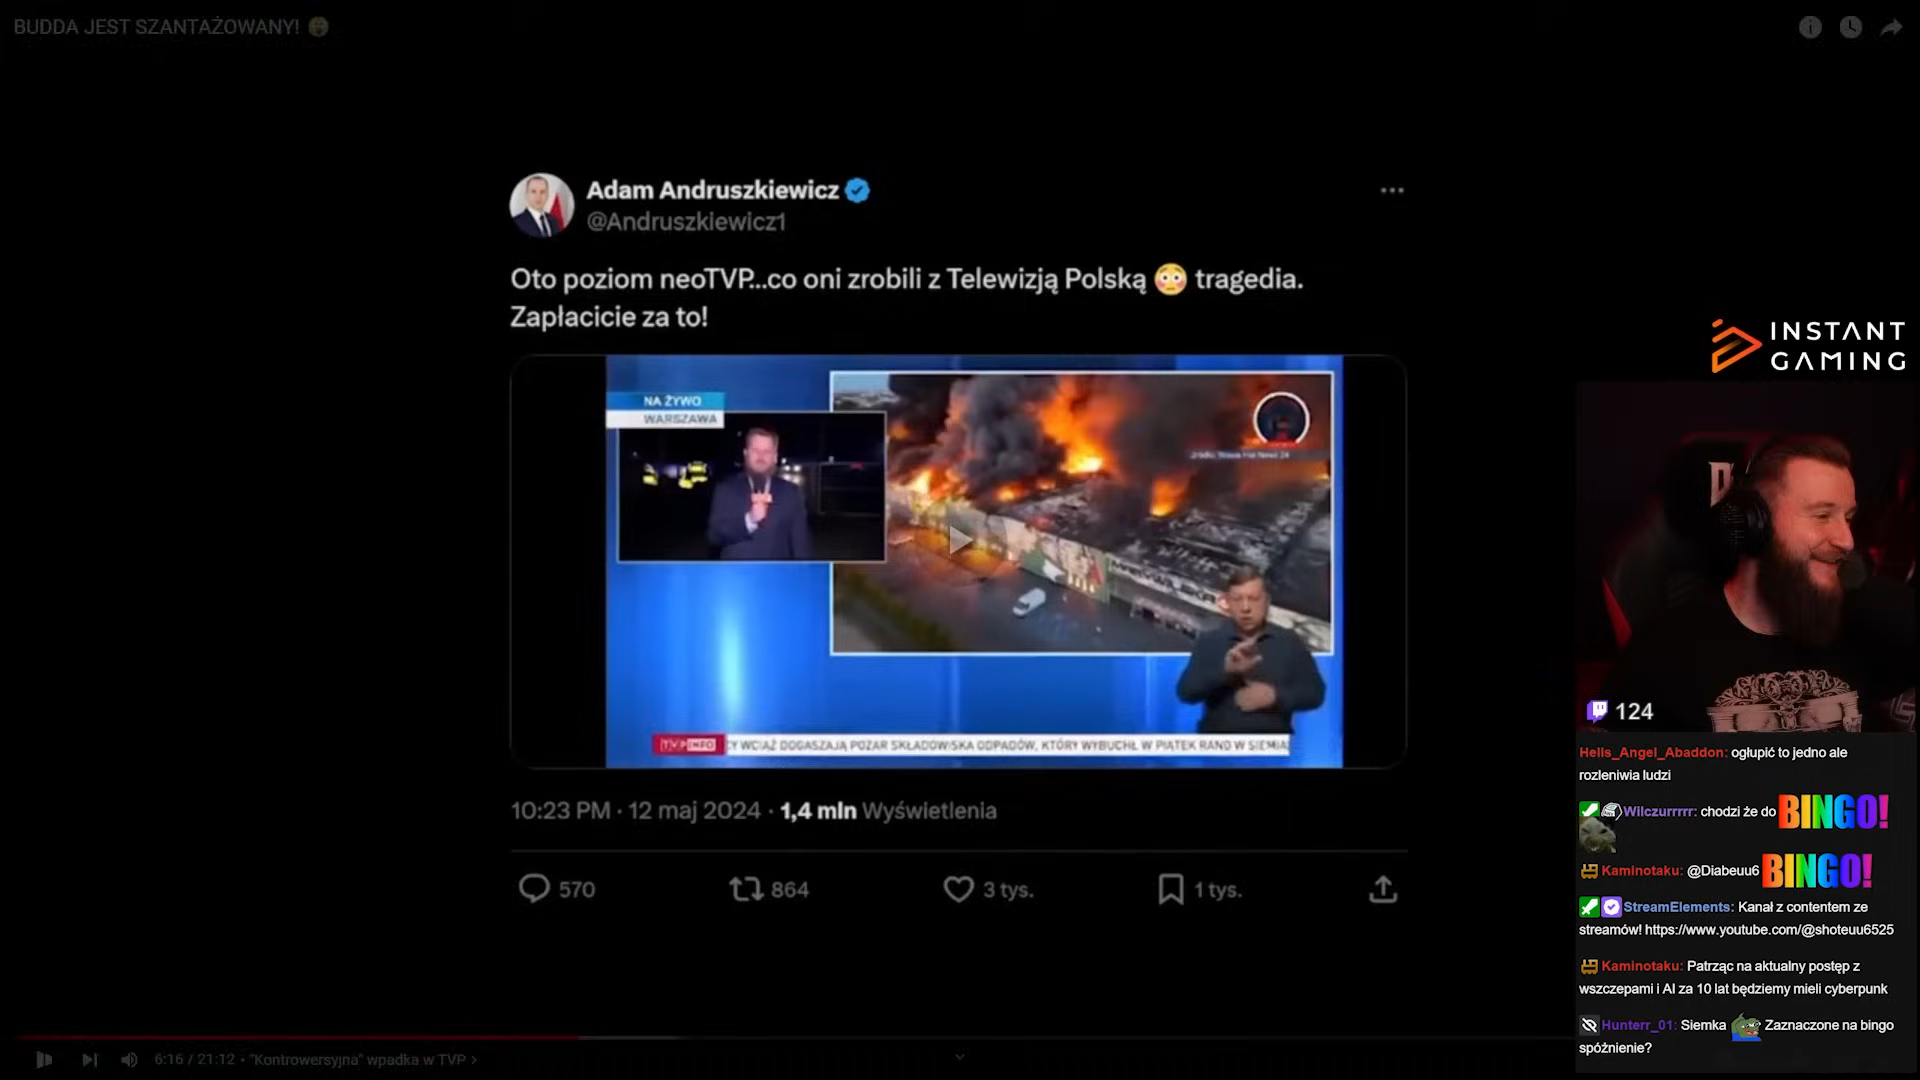 BUDDA JEST SZANTAŻOWANY!
Adam Andruszkiewicz
@Andruszkiewicz1
Oto poziom neoTVP...co oni zrobili z Telewizją Polską 😳 tragedia.
Zapłacicie za to!
NA ŻYWO
WARSZAWA
TVP INFO
CY WCIĄŻ DOGASZAJĄ POŻAR SKŁADOWISKA ODPADÓW, KTÓRY WYBUCHŁ W PIĄTEK RANO W SIEMIA
10:23 PM · 12 maj 2024 · 1,4 mln Wyświetlenia
570
864
3 tys.
1 tys.
6:16 / 21:12 • "Kontrowersyjna" wpadka w TVP ›
INSTANT
GAMING
124
Hells_Angel_Abaddon: ogłupić to jedno ale
rozleniwia ludzi
Wilczurrrrr: chodzi że do BINGO!
Kaminotaku: @Diabeuu6 BINGO!
StreamElements: Kanał z contentem ze
streamów! https://www.youtube.com/@shoteuu6525
Kaminotaku: Patrząc na aktualny postęp z
wszczepami i AI za 10 lat będziemy mieli cyberpunk
Hunterr_01: Siemka Zaznaczone na bingo
spóźnienie?